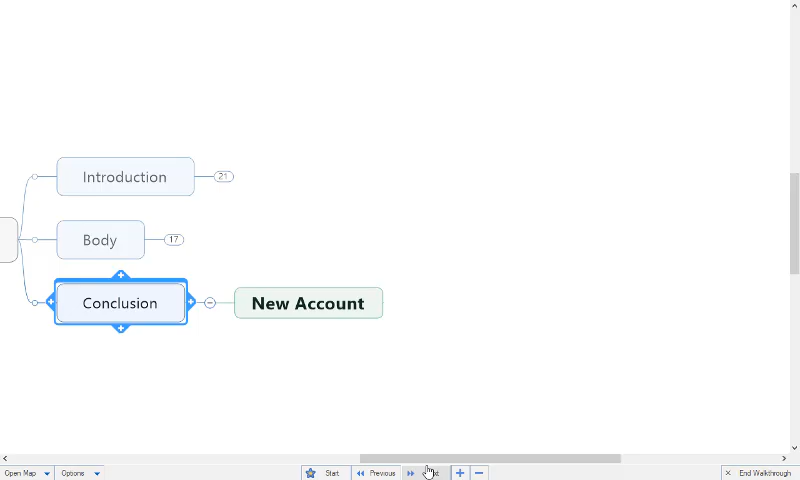 Introduction
21
Body
17
Conclusion
New Account
Open Map
Options
Start
Previous
End Walkthrough